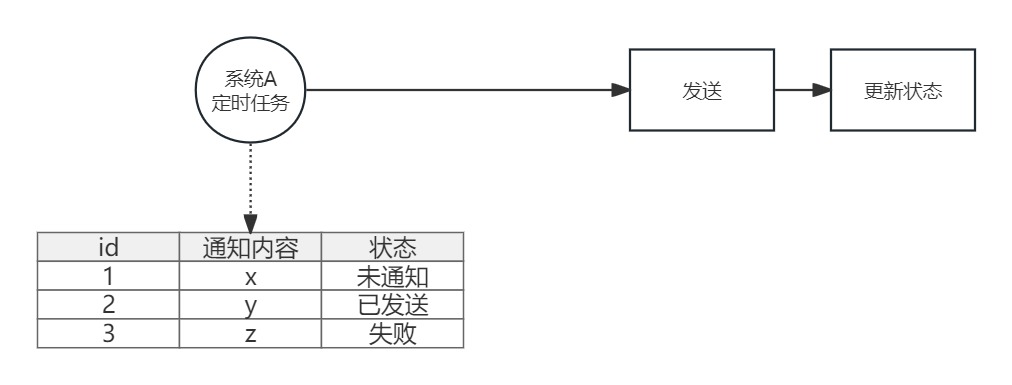 系统A
定时任务
发送
更新状态
id 通知内容 状态
1 x 未通知
2 y 已发送
3 z 失败